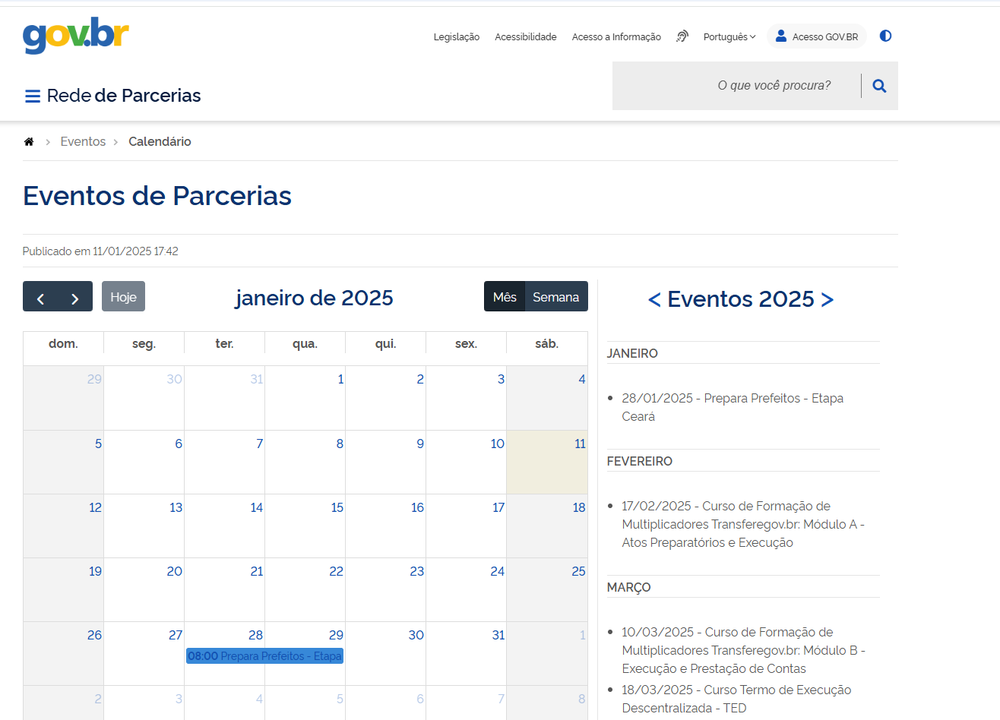 gov.br
Legislação Acessibilidade Acesso a Informação Português Acesso GOV.BR
O que você procura?
Rede de Parcerias
Eventos Calendário
Eventos de Parcerias
Publicado em 11/01/2025 17:42
Hoje janeiro de 2025 Mês Semana
dom. seg. ter. qua. qui. sex. sáb.
29 30 31 1 2 3 4
5 6 7 8 9 10 11
12 13 14 15 16 17 18
19 20 21 22 23 24 25
26 27 28 29 30 31 1
08:00 Prepara Prefeitos - Etapa
2 3 4 5 6 7 8
< Eventos 2025 >
JANEIRO
28/01/2025 - Prepara Prefeitos - Etapa
Ceará
FEVEREIRO
17/02/2025 - Curso de Formação de
Multiplicadores Transferegov.br: Módulo A -
Atos Preparatórios e Execução
MARÇO
10/03/2025 - Curso de Formação de
Multiplicadores Transferegov.br: Módulo B -
Execução e Prestação de Contas
18/03/2025 - Curso Termo de Execução
Descentralizada - TED